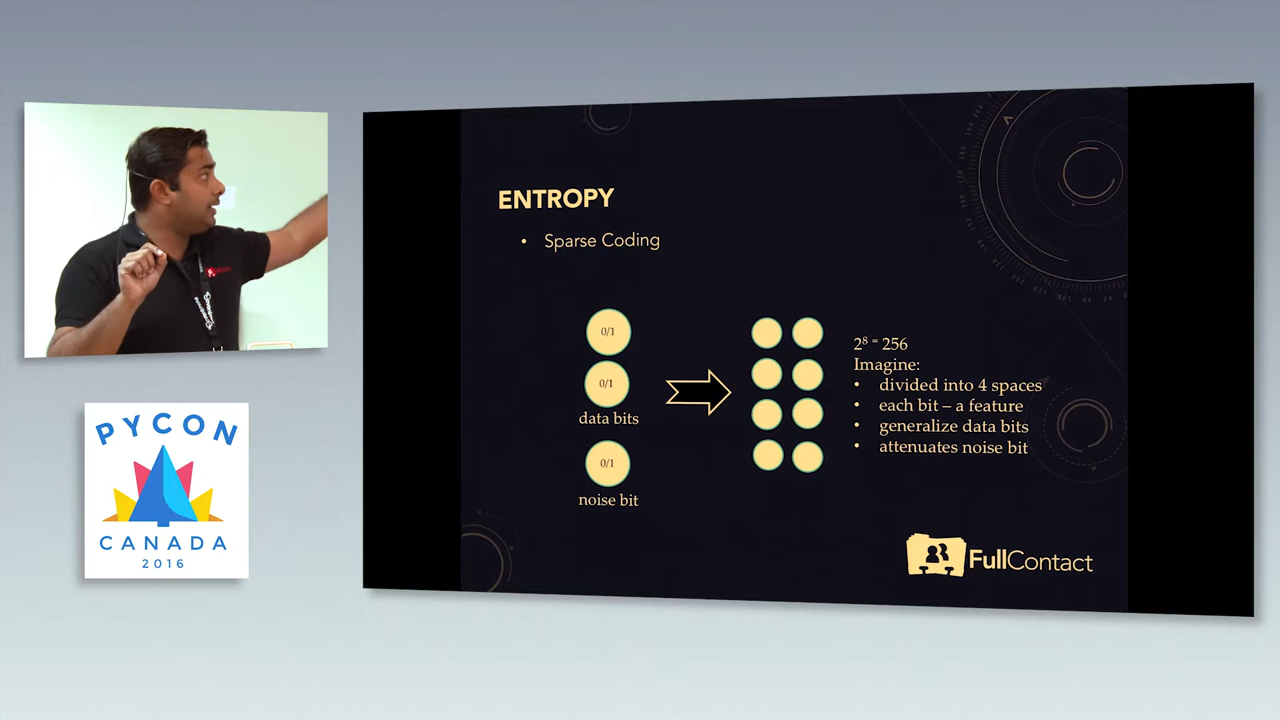 ENTROPY
• Sparse Coding
0/1
0/1
data bits
0/1
noise bit
2⁸ = 256
Imagine:
• divided into 4 spaces
• each bit – a feature
• generalize data bits
• attenuates noise bit
FullContact
PYCON
CANADA
2016